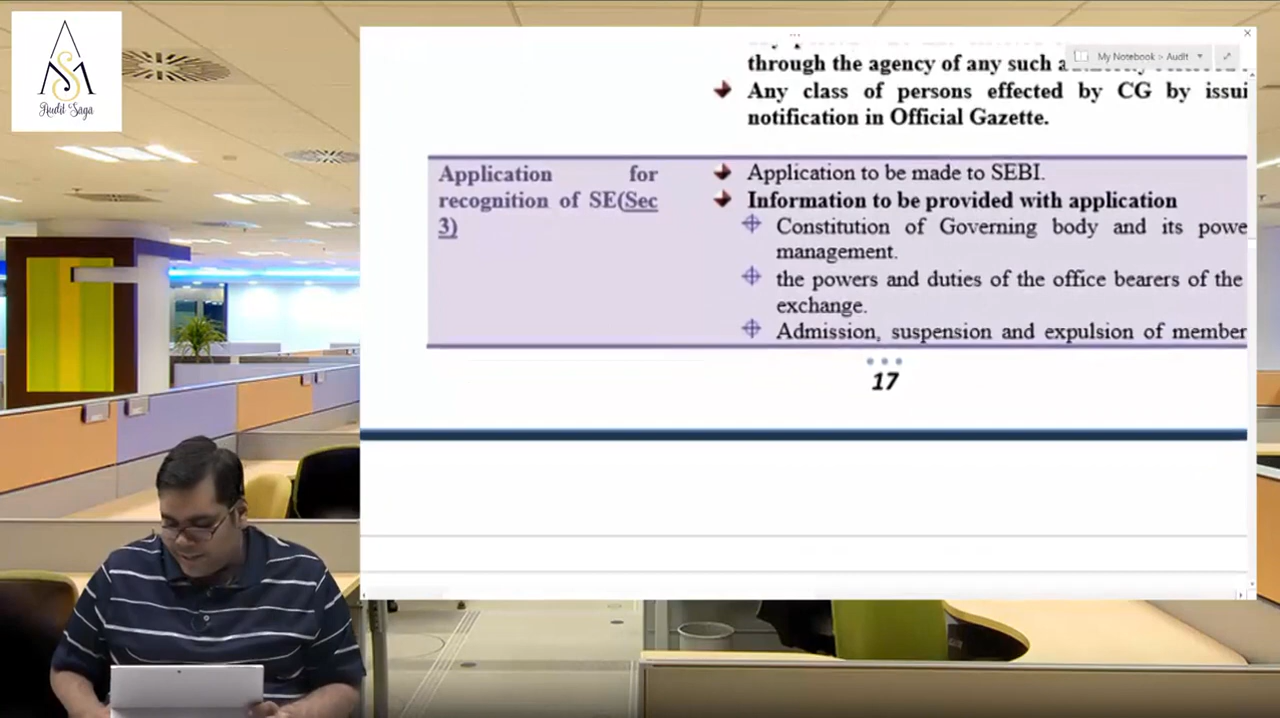 Audit Saga
My Notebook > Audit
through the agency of any such
Any class of persons effected by CG by issui
notification in Official Gazette.
Application for
recognition of SE(Sec
3)
Application to be made to SEBI.
Information to be provided with application
Constitution of Governing body and its powe
management.
the powers and duties of the office bearers of the
exchange.
Admission, suspension and expulsion of member
17